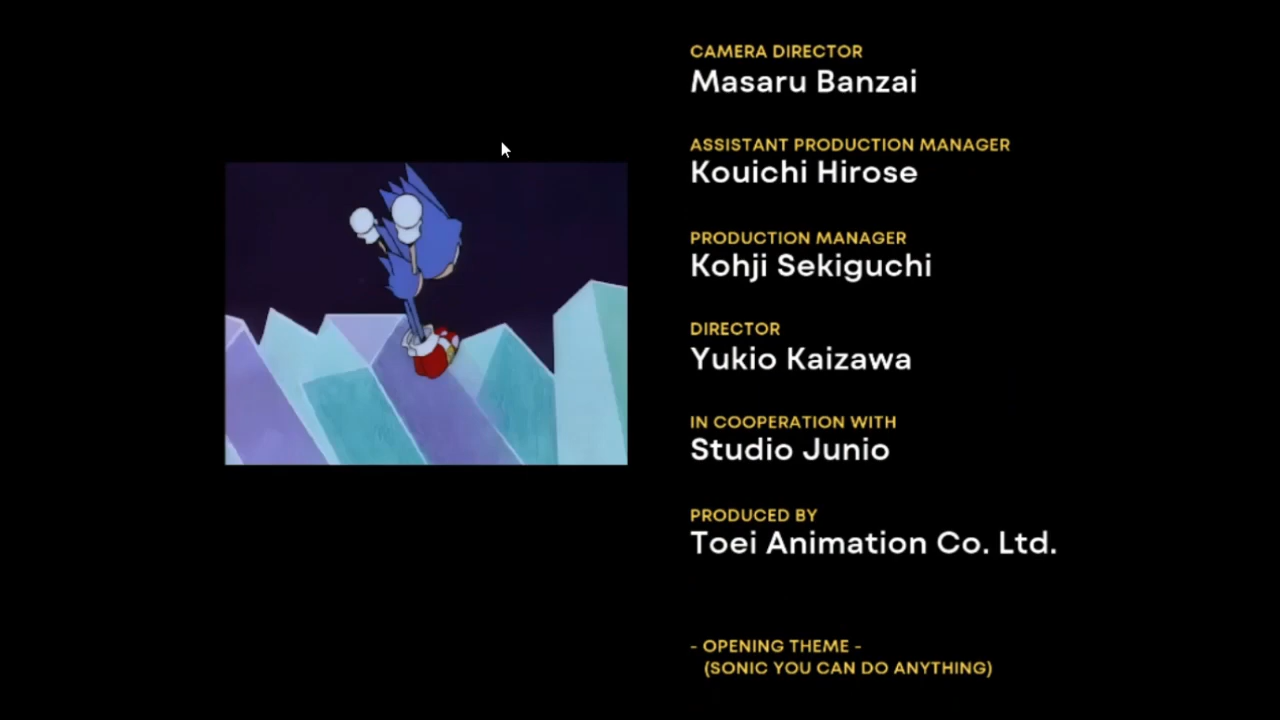 CAMERA DIRECTOR
Masaru Banzai
ASSISTANT PRODUCTION MANAGER
Kouichi Hirose
PRODUCTION MANAGER
Kohji Sekiguchi
DIRECTOR
Yukio Kaizawa
IN COOPERATION WITH
Studio Junio
PRODUCED BY
Toei Animation Co. Ltd.
- OPENING THEME -
(SONIC YOU CAN DO ANYTHING)